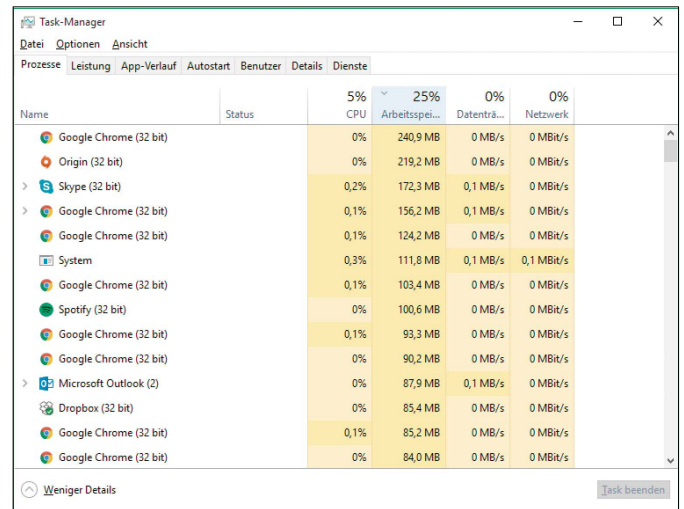 Task-Manager
Datei Optionen Ansicht
Prozesse Leistung App-Verlauf Autostart Benutzer Details Dienste
5% 25% 0% 0%
Name Status CPU Arbeitsspei... Datenträ... Netzwerk
Google Chrome (32 bit) 0% 240,9 MB 0 MB/s 0 MBit/s
Origin (32 bit) 0% 219,2 MB 0 MB/s 0 MBit/s
Skype (32 bit) 0,2% 172,3 MB 0,1 MB/s 0 MBit/s
Google Chrome (32 bit) 0,1% 156,2 MB 0,1 MB/s 0 MBit/s
Google Chrome (32 bit) 0,1% 124,2 MB 0 MB/s 0 MBit/s
System 0,3% 111,8 MB 0,1 MB/s 0,1 MBit/s
Google Chrome (32 bit) 0,1% 103,4 MB 0 MB/s 0 MBit/s
Spotify (32 bit) 0% 100,6 MB 0 MB/s 0 MBit/s
Google Chrome (32 bit) 0,1% 93,3 MB 0 MB/s 0 MBit/s
Google Chrome (32 bit) 0% 90,2 MB 0 MB/s 0 MBit/s
Microsoft Outlook (2) 0% 87,9 MB 0,1 MB/s 0 MBit/s
Dropbox (32 bit) 0% 85,4 MB 0 MB/s 0 MBit/s
Google Chrome (32 bit) 0,1% 85,2 MB 0 MB/s 0 MBit/s
Google Chrome (32 bit) 0% 84,0 MB 0 MB/s 0 MBit/s
Weniger Details Task beenden